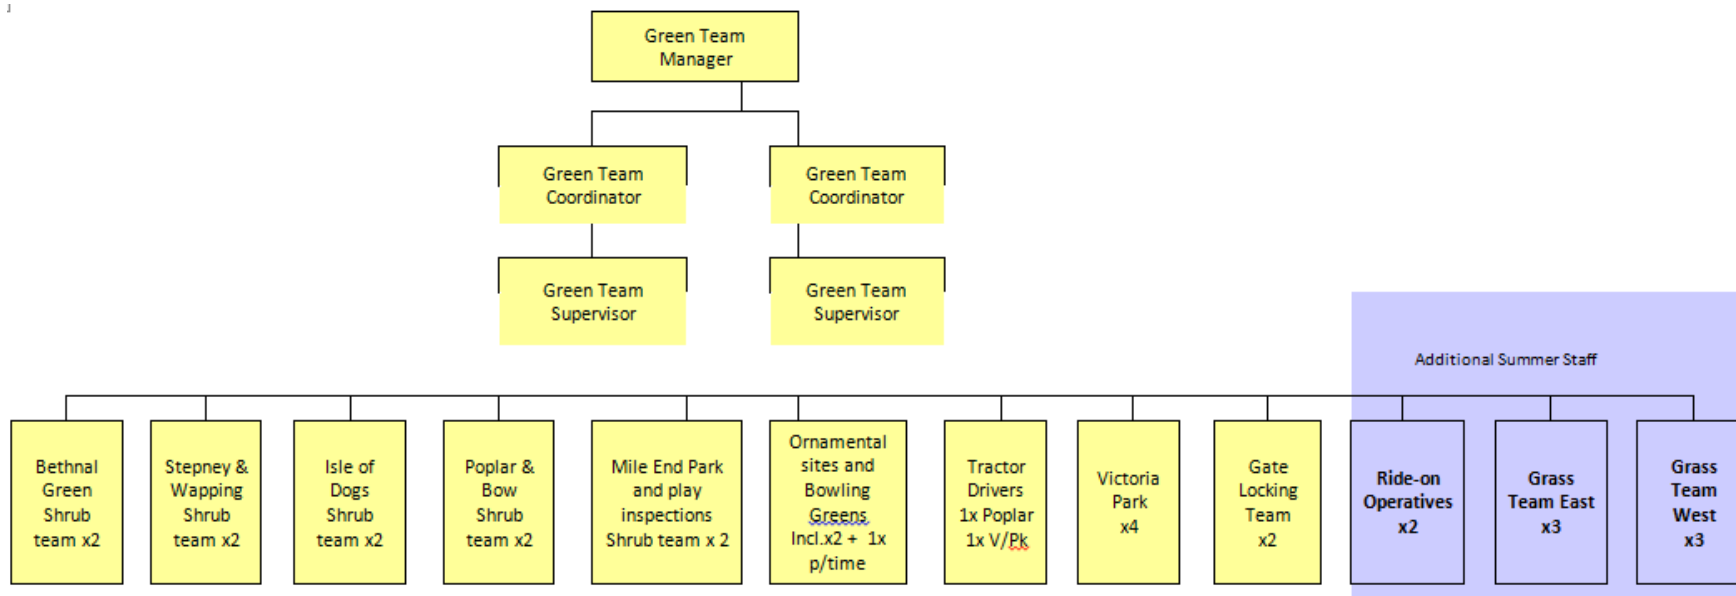 Green Team
Manager
Green Team
Coordinator
Green Team
Coordinator
Green Team
Supervisor
Green Team
Supervisor
Additional Summer Staff
Bethnal
Green
Shrub
team x2
Stepney &
Wapping
Shrub
team x2
Isle of
Dogs
Shrub
team x2
Poplar &
Bow
Shrub
team x2
Mile End Park
and play
inspections
Shrub team x 2
Ornamental
sites and
Bowling
Greens
Incl.x2 + 1x
p/time
Tractor
Drivers
1x Poplar
1x V/Pk
Victoria
Park
x4
Gate
Locking
Team
x2
Ride-on
Operatives
x2
Grass
Team East
x3
Grass
Team
West
x3